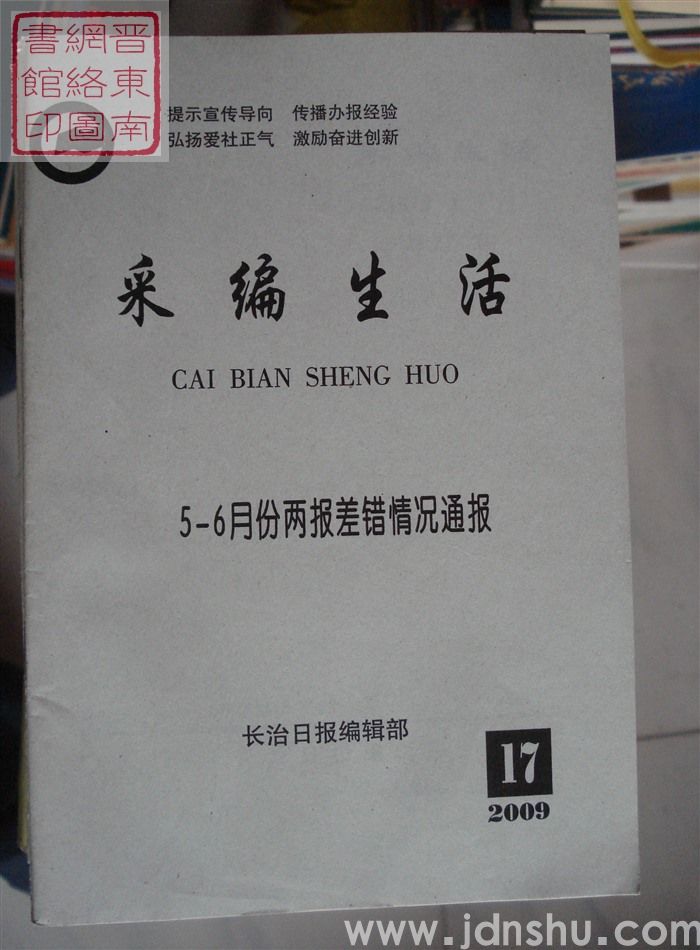 晋东南
網絡圖
書館印
提示宣传导向 传播办报经验
弘扬爱社正气 激励奋进创新
采编生活
CAI BIAN SHENG HUO
5-6月份两报差错情况通报
长治日报编辑部
17
2009
www.jdnshu.com